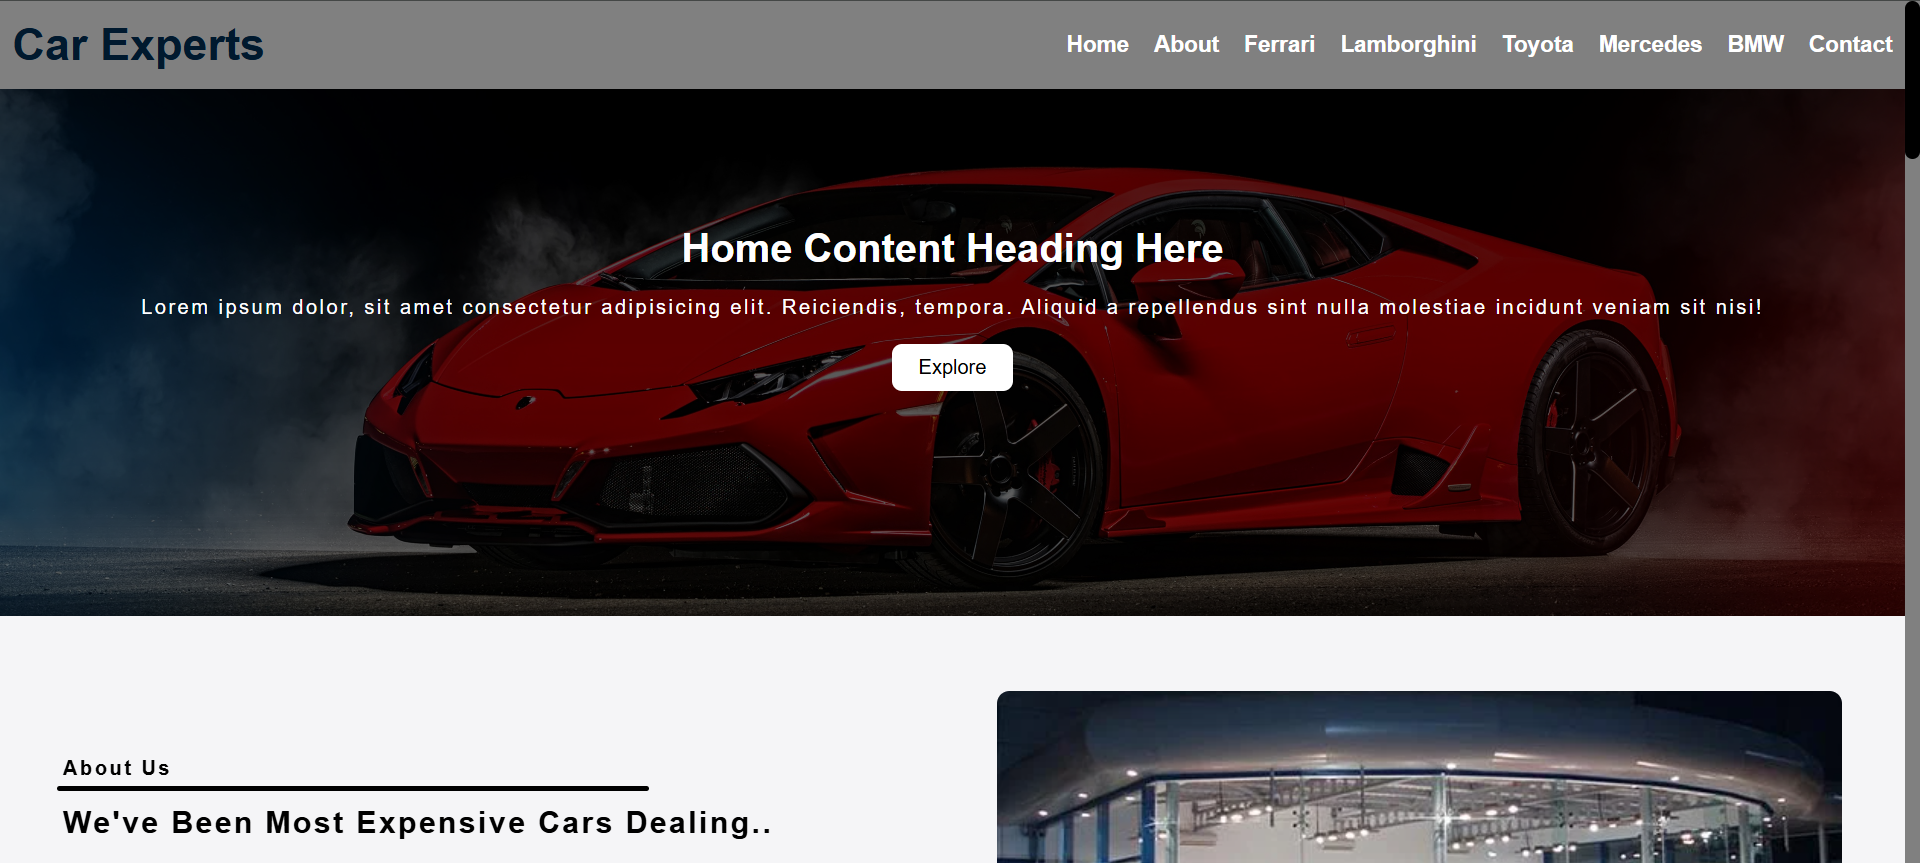 Car Experts
Home About Ferrari Lamborghini Toyota Mercedes BMW Contact
Home Content Heading Here
Lorem ipsum dolor, sit amet consectetur adipisicing elit. Reiciendis, tempora. Aliquid a repellendus sint nulla molestiae incidunt veniam sit nisi!
Explore
About Us
We've Been Most Expensive Cars Dealing..